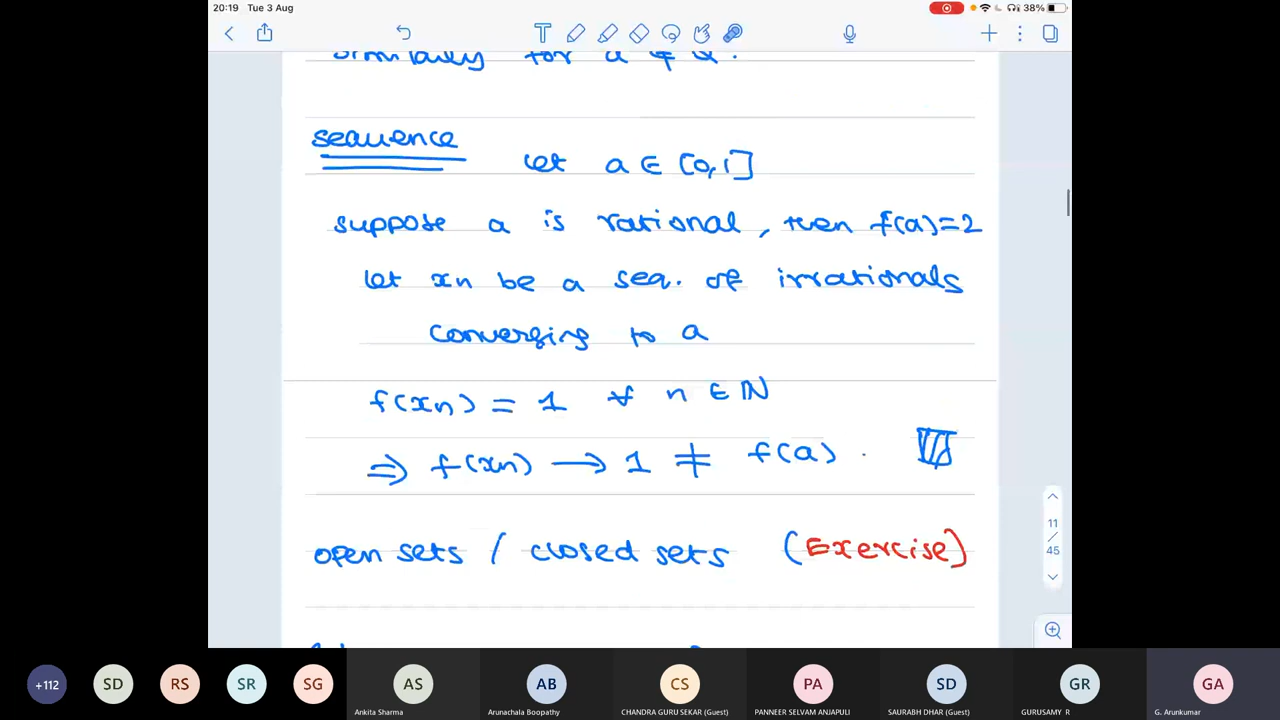 20:19 Tue 3 Aug
38%
similarly for a ∉ Q.
sequence let a ∈ [0,1]
suppose a is rational, then f(a)=2
let xn be a seq. of irrationals
converging to a
f(xn) = 1 ∀ n ∈ ℕ
⇒ f(xn) → 1 ≠ f(a).
open sets / closed sets (Exercise)
11
45
+112
SD
RS
SR
SG
AS
AB
CS
PA
SD
GR
GA
Ankita Sharma
Arunachala Boopathy
CHANDRA GURU SEKAR (Guest)
PANNEER SELVAM ANJAPULI
SAURABH DHAR (Guest)
GURUSAMY R
G. Arunkumar